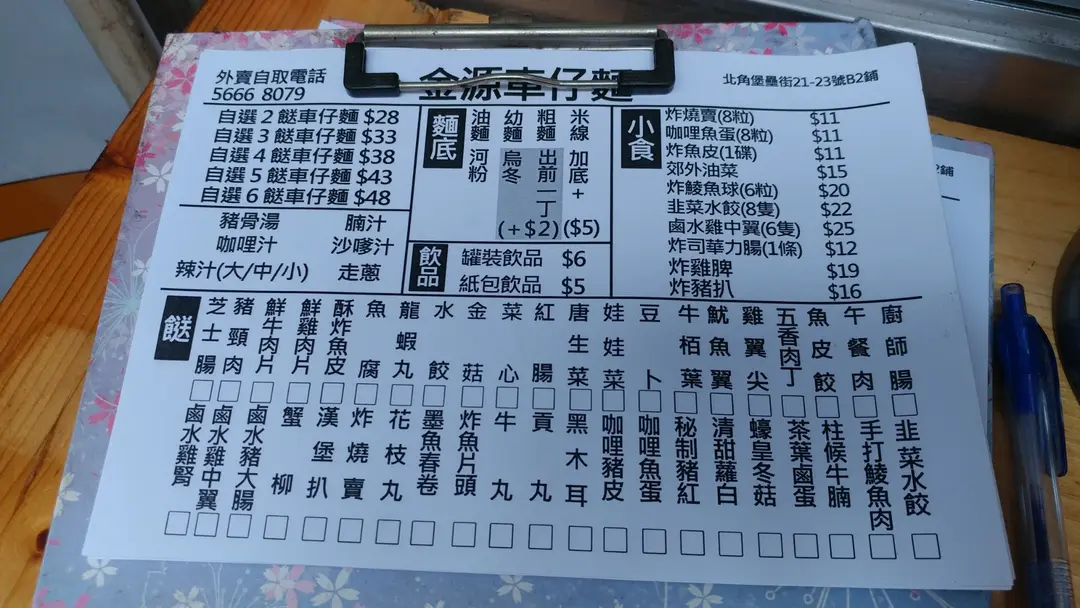 外賣自取電話
5666 8079
金源車仔麵
北角堡壘街21-23號B2鋪
自選2餸車仔麵 $28
自選3餸車仔麵 $33
自選4餸車仔麵 $38
自選5餸車仔麵 $43
自選6餸車仔麵 $48
豬骨湯 腩汁
咖哩汁 沙嗲汁
辣汁(大/中/小) 走蔥
麵底
油麵 幼麵 粗麵 米線
河粉 烏冬 出前一丁 加底+
(+$2) ($5)
飲品
罐裝飲品 $6
紙包飲品 $5
小食
炸燒賣(8粒) $11
咖哩魚蛋(8粒) $11
炸魚皮(1碟) $11
郊外油菜 $15
炸鯪魚球(6粒) $20
韭菜水餃(8隻) $22
鹵水雞中翼(6隻) $25
炸司華力腸(1條) $12
炸雞脾 $19
炸豬扒 $16
餸
芝士腸
豬頸肉
鮮牛肉片
鮮雞肉片
酥炸魚皮
魚腐
龍蝦丸
水餃
金菇
菜心
紅腸
唐生菜
娃娃菜
豆卜
牛栢葉
魷魚翼
雞翼尖
五香肉丁
魚皮餃
午餐肉
廚師腸
鹵水雞腎
鹵水雞中翼
鹵水豬大腸
蟹柳
漢堡扒
炸燒賣
花枝丸
墨魚春卷
炸魚片頭
牛丸
貢丸
黑木耳
咖哩豬皮
咖哩魚蛋
秘制豬紅
清甜蘿白
蠔皇冬菇
茶葉鹵蛋
柱候牛腩
手打鯪魚肉
韭菜水餃
2鋪